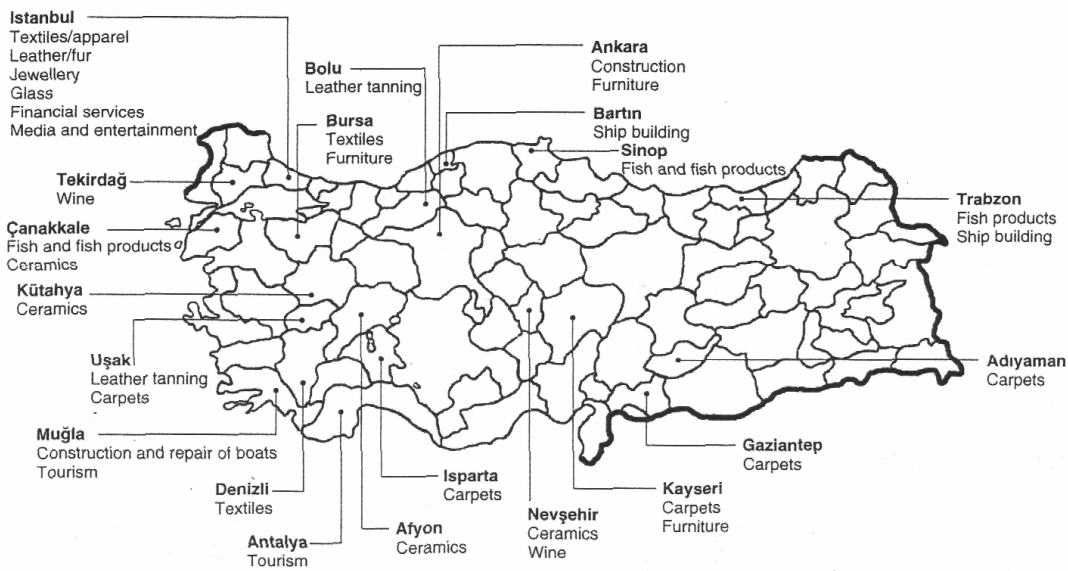 Istanbul
Textiles/apparel
Leather/fur
Jewellery
Glass
Financial services
Media and entertainment
Bolu
Leather tanning
Ankara
Construction
Furniture
Bursa
Textiles
Furniture
Bartın
Ship building
Sinop
Fish and fish products
Tekirdağ
Wine
Trabzon
Fish products
Ship building
Çanakkale
Fish and fish products
Ceramics
Kütahya
Ceramics
Uşak
Leather tanning
Carpets
Adıyaman
Carpets
Muğla
Construction and repair of boats
Tourism
Gaziantep
Carpets
Denizli
Textiles
Isparta
Carpets
Kayseri
Carpets
Furniture
Nevşehir
Ceramics
Wine
Afyon
Ceramics
Antalya
Tourism